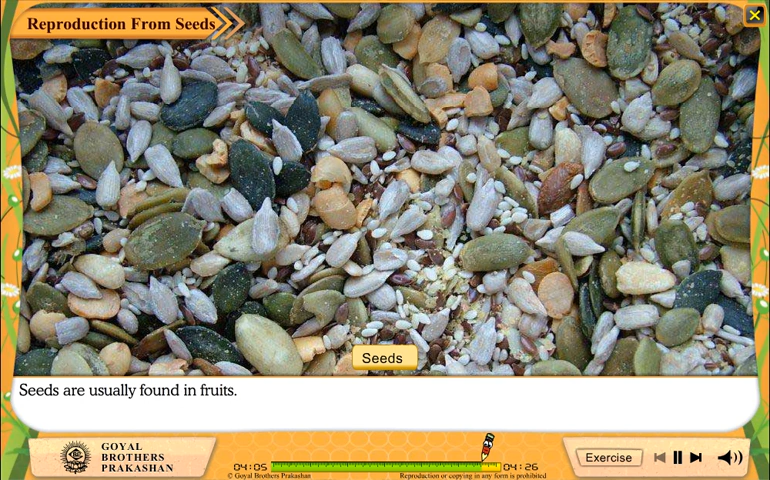 Reproduction From Seeds
Seeds
Seeds are usually found in fruits.
GOYAL
BROTHERS
PRAKASHAN
04:05
04:26
© Goyal Brothers Prakashan
Reproduction or copying in any form is prohibited
Exercise